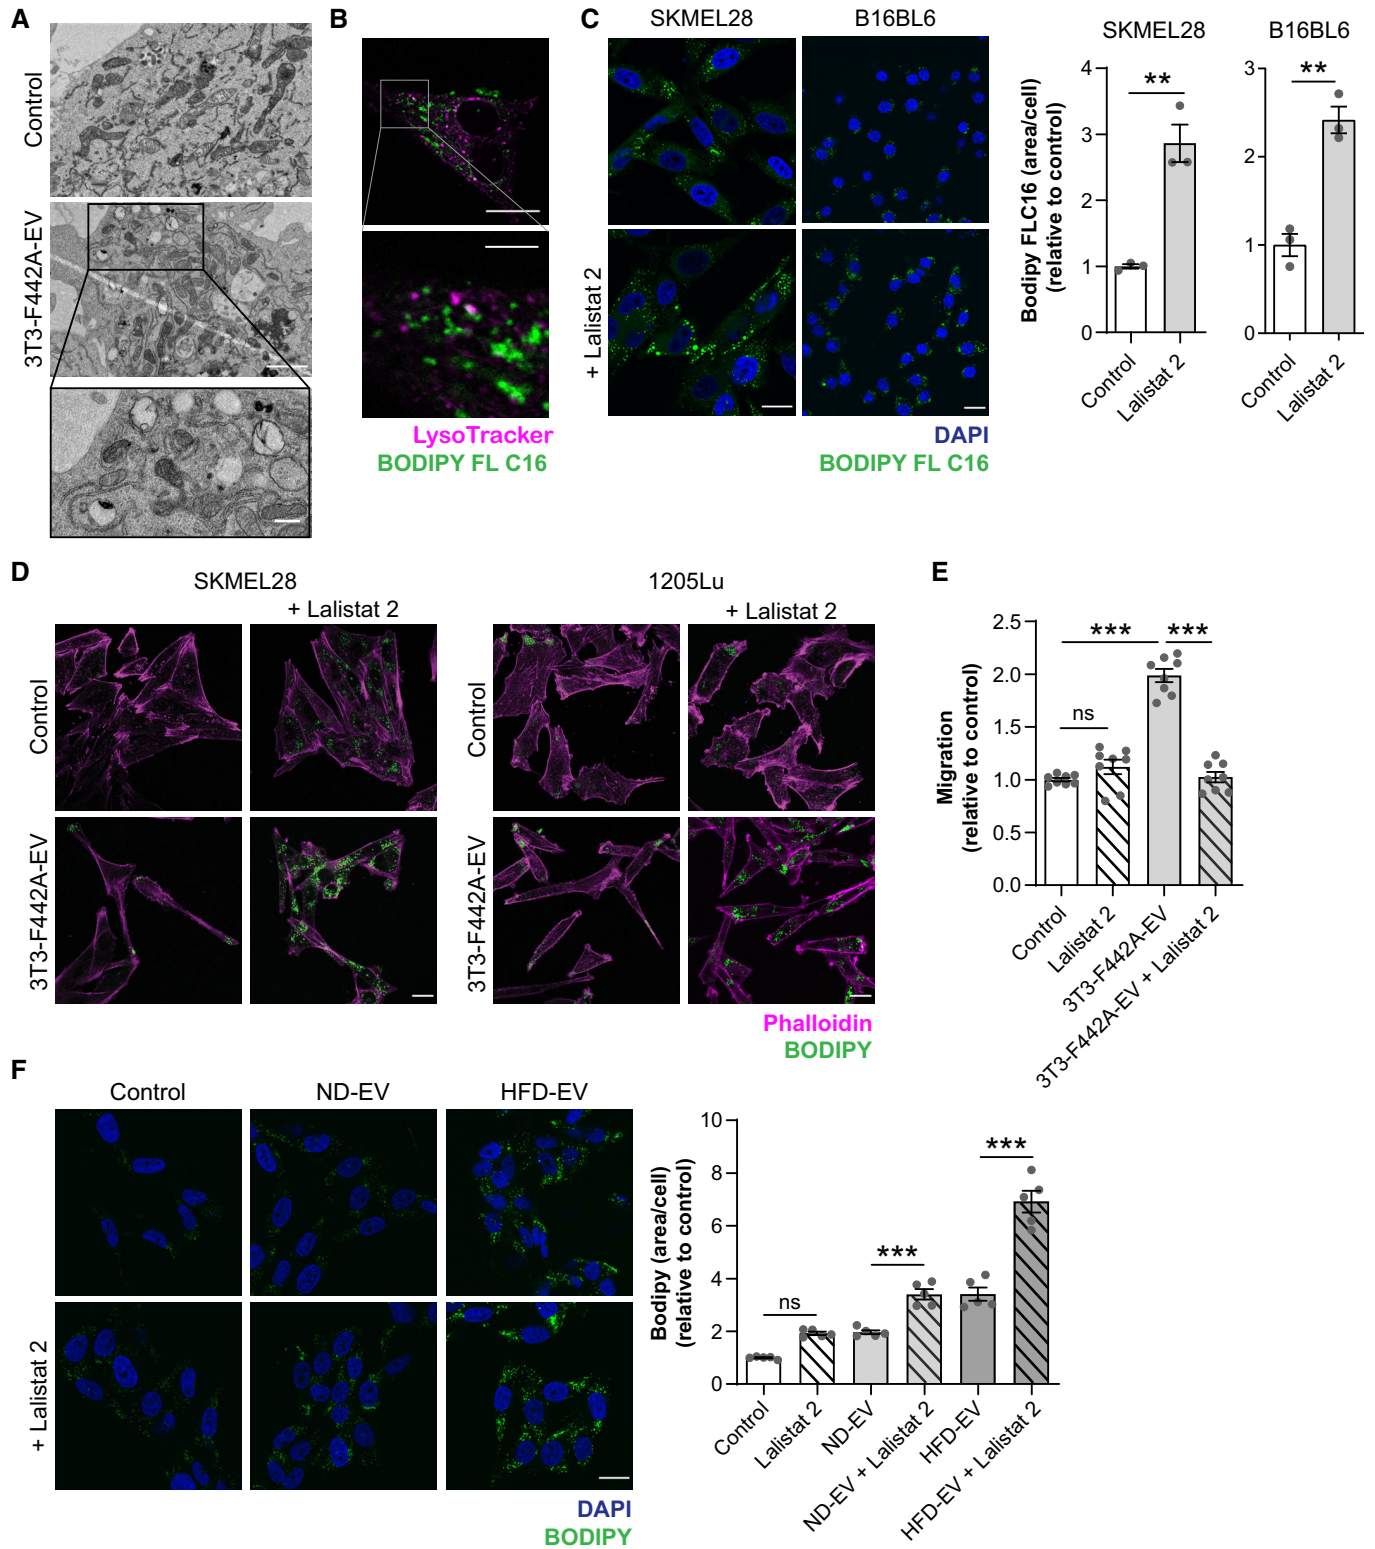 A
Control
3T3-F442A-EV
B
LysoTracker
BODIPY FL C16
C
SKMEL28
B16BL6
+ Lalistat 2
DAPI
BODIPY FL C16
SKMEL28
Bodipy FLC16 (area/cell)
(relative to control)
4
3
2
1
0
**
Control
Lalistat 2
B16BL6
3
2
1
0
**
Control
Lalistat 2
D
SKMEL28
+ Lalistat 2
1205Lu
+ Lalistat 2
Control
3T3-F442A-EV
Control
3T3-F442A-EV
Phalloidin
BODIPY
E
Migration
(relative to control)
2.5
2.0
1.5
1.0
0.5
0.0
ns
***
***
Control
Lalistat 2
3T3-F442A-EV
3T3-F442A-EV + Lalistat 2
F
Control
ND-EV
HFD-EV
+ Lalistat 2
DAPI
BODIPY
Bodipy (area/cell)
(relative to control)
10
8
6
4
2
0
ns
***
***
Control
Lalistat 2
ND-EV
ND-EV + Lalistat 2
HFD-EV
HFD-EV + Lalistat 2